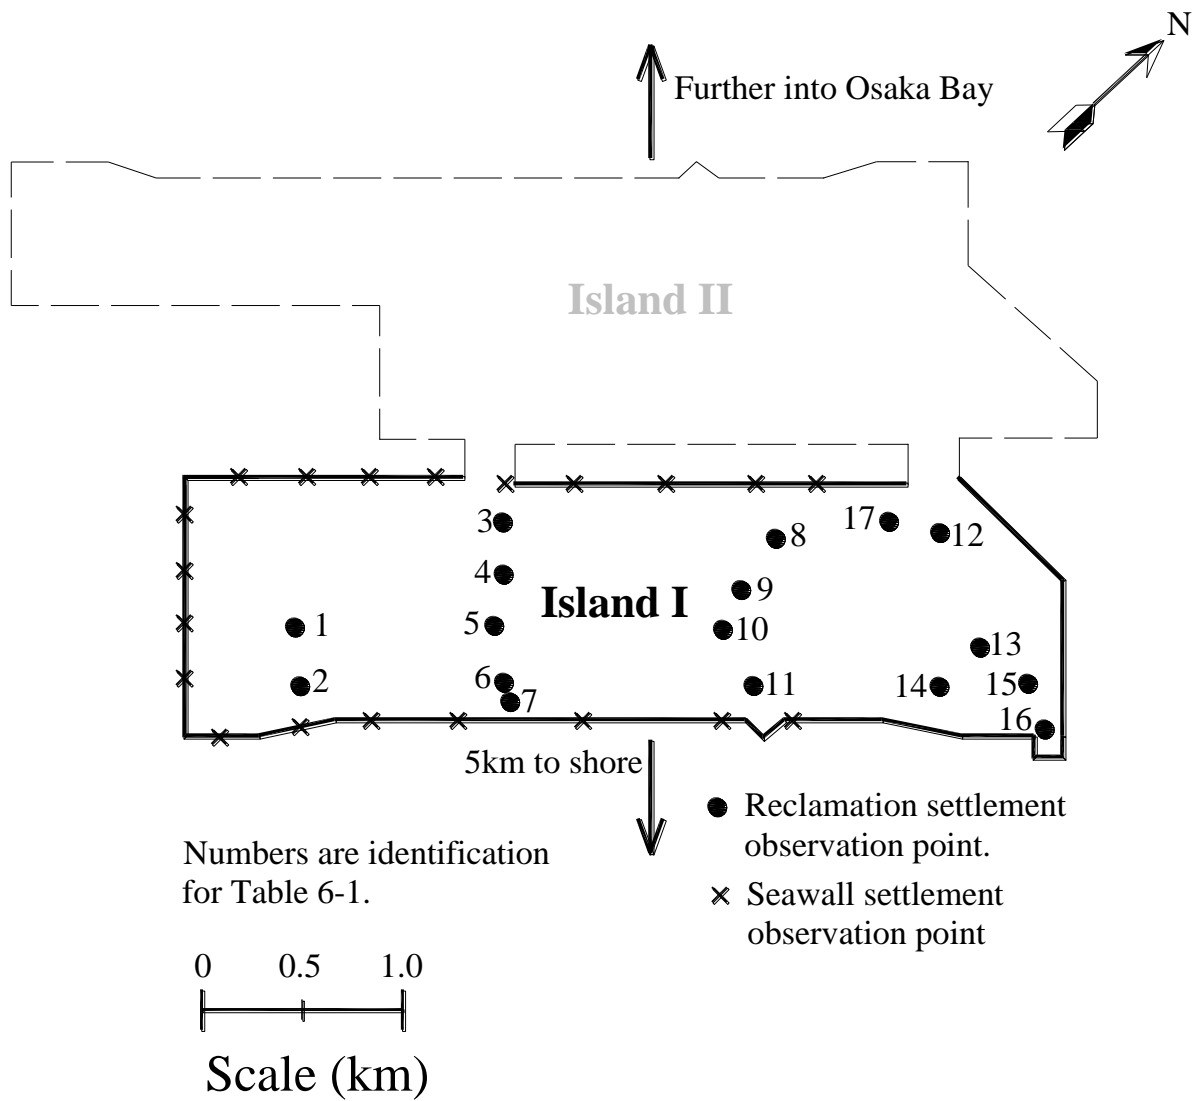 N
Further into Osaka Bay
Island II
3
17
8
12
4
Island I
9
1
5
10
13
2
6
11
14
15
7
16
5km to shore
Reclamation settlement
observation point.
Numbers are identification
for Table 6-1.
Seawall settlement
observation point
0 0.5 1.0
Scale (km)